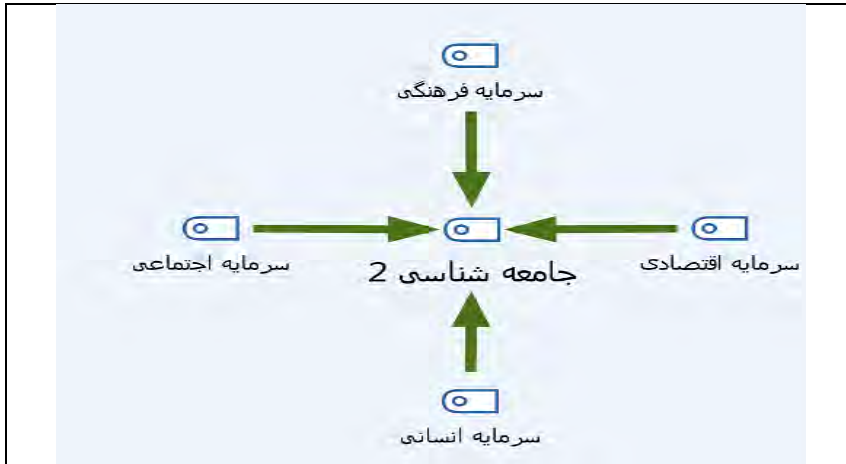 سرمایه فرهنگی
سرمایه اقتصادی
جامعه شناسی 2
سرمایه اجتماعی
سرمایه انسانی